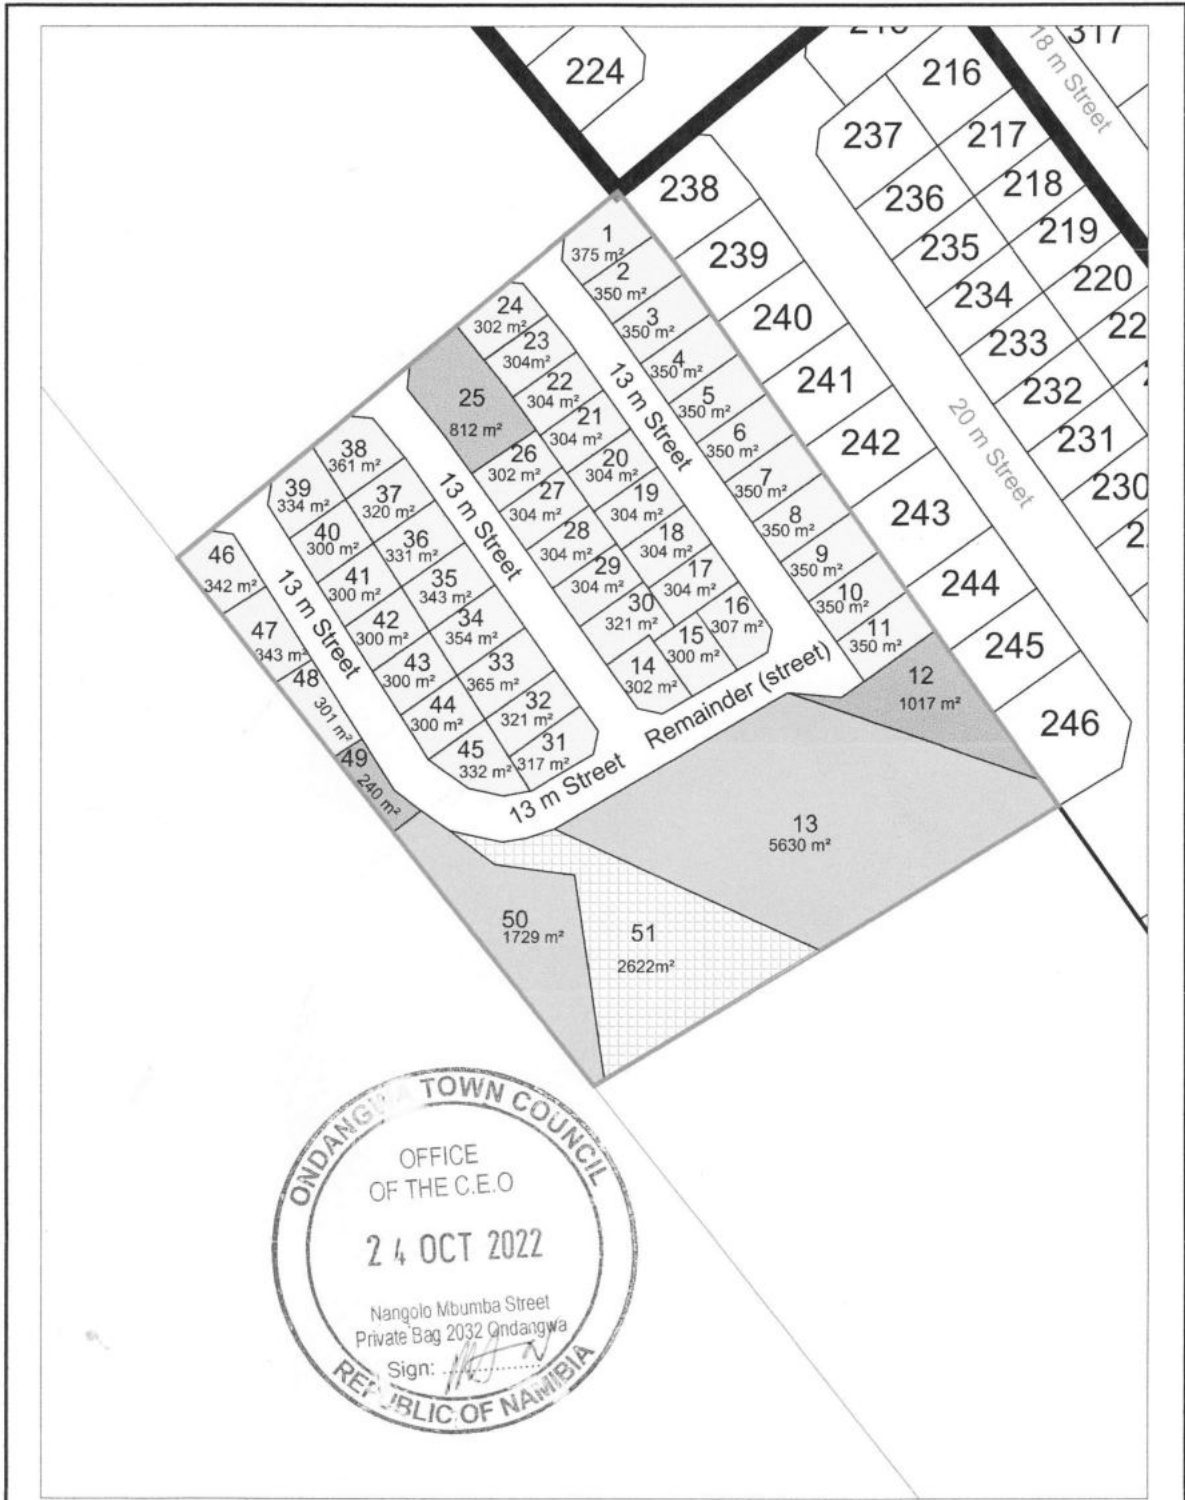 224
216
317
18 m Street
237
217
238
236
218
235
219
239
234
220
240
233
241
232
20 m Street
242
231
230
243
244
245
246
1
375 m²
2
350 m²
3
350 m²
4
350 m²
5
350 m²
6
350 m²
7
350 m²
8
350 m²
9
350 m²
10
350 m²
11
350 m²
12
1017 m²
13
5630 m²
13 m Street
24
302 m²
23
304m²
22
304 m²
21
304 m²
20
304 m²
19
304 m²
18
304 m²
17
304 m²
16
307 m²
15
300 m²
14
302 m²
25
812 m²
26
302 m²
27
304 m²
28
304 m²
29
304 m²
30
321 m²
13 m Street
38
361 m²
37
320 m²
36
331 m²
35
343 m²
34
354 m²
33
365 m²
32
321 m²
31
317 m²
39
334 m²
40
300 m²
41
300 m²
42
300 m²
43
300 m²
44
300 m²
45
332 m²
13 m Street
46
342 m²
47
343 m²
48
301 m²
49
240 m²
13 m Street Remainder (street)
50
1729 m²
51
2622m²
TOWN COUNCIL
OFFICE
OF THE C.E.O
24 OCT 2022
Nangolo Mbumba Street
Private Bag 2032 Ondangwa
Sign:
OF NAMIBIA